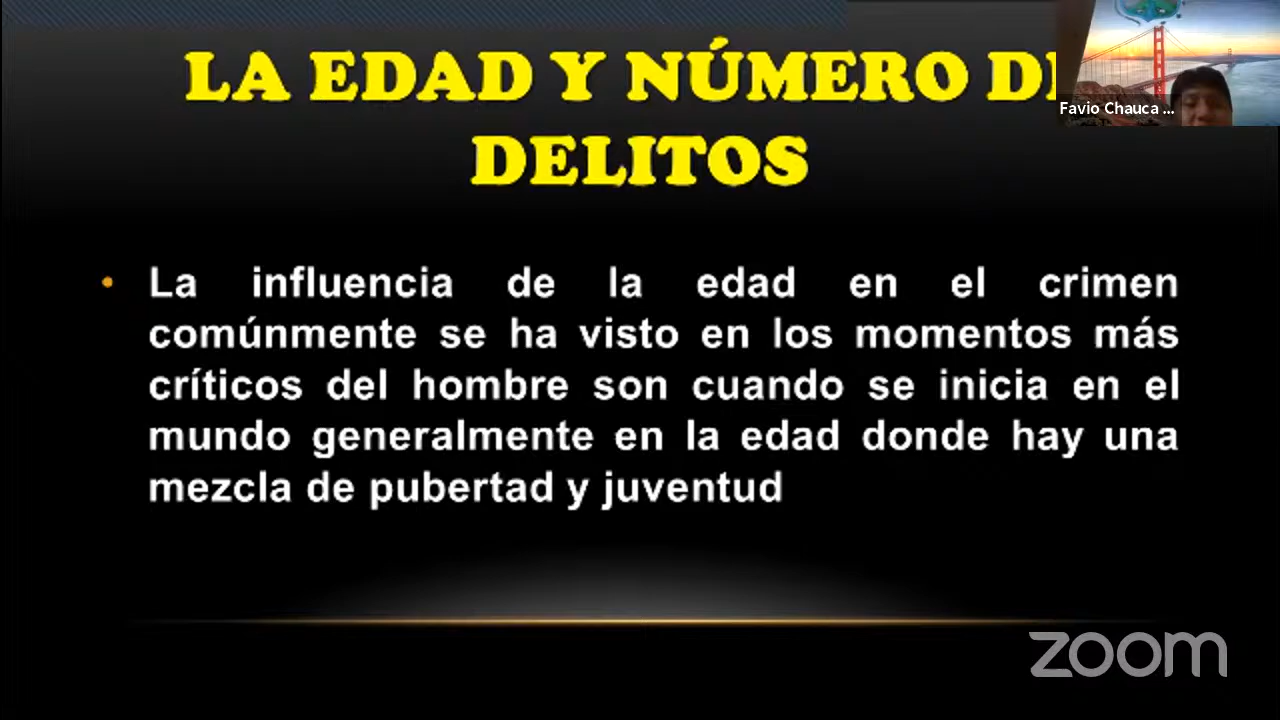 LA EDAD Y NÚMERO DE
DELITOS
Favio Chauca ...
• La influencia de la edad en el crimen
comúnmente se ha visto en los momentos más
críticos del hombre son cuando se inicia en el
mundo generalmente en la edad donde hay una
mezcla de pubertad y juventud
zoom